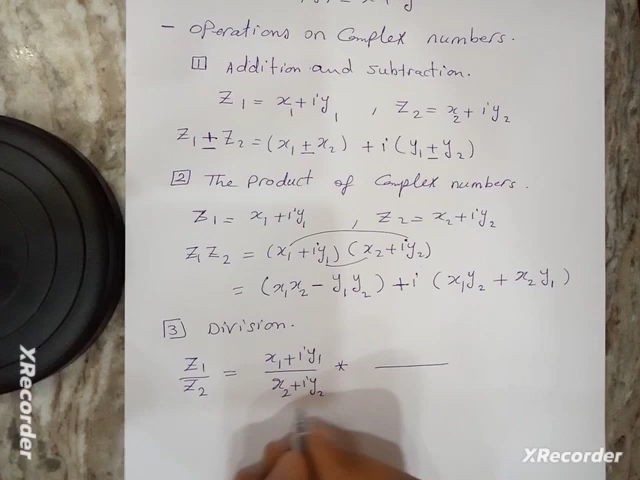 - Operations on Complex numbers.
1 Addition and subtraction.
Z₁ = x₁ + iy₁ , Z₂ = x₂ + iy₂
Z₁ ± Z₂ = (x₁ ± x₂) + i (y₁ ± y₂)
2 The Product of Complex numbers.
Z₁ = x₁ + iy₁ , Z₂ = x₂ + iy₂
Z₁Z₂ = (x₁ + iy₁) (x₂ + iy₂)
= (x₁x₂ - y₁y₂) + i (x₁y₂ + x₂y₁)
3 Division.
Z₁/Z₂ = x₁ + iy₁/x₂ + iy₂ * ———
XRecorder
XRecorder